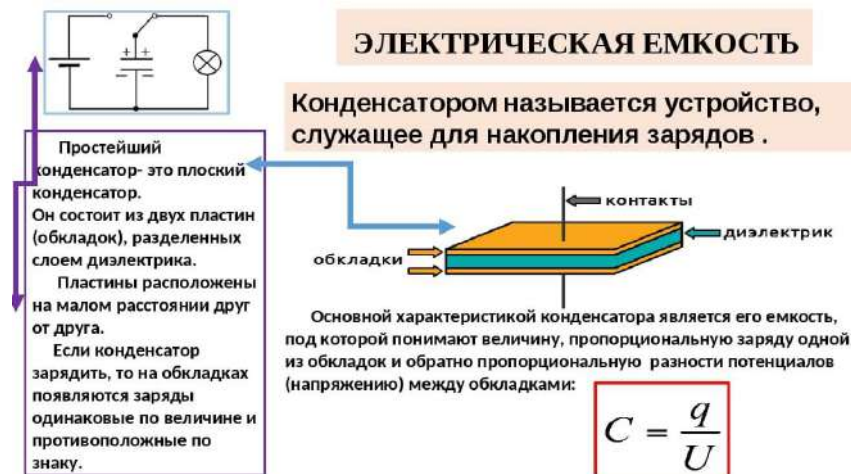 ЭЛЕКТРИЧЕСКАЯ ЕМКОСТЬ
Конденсатором называется устройство,
служащее для накопления зарядов .
Простейший
конденсатор- это плоский
конденсатор.
Он состоит из двух пластин
(обкладок), разделенных
слоем диэлектрика.
Пластины расположены
на малом расстоянии друг
от друга.
Если конденсатор
зарядить, то на обкладках
появляются заряды
одинаковые по величине и
противоположные по
знаку.
контакты
диэлектрик
обкладки
Основной характеристикой конденсатора является его емкость,
под которой понимают величину, пропорциональную заряду одной
из обкладок и обратно пропорциональную разности потенциалов
(напряжению) между обкладками:
C = q/U